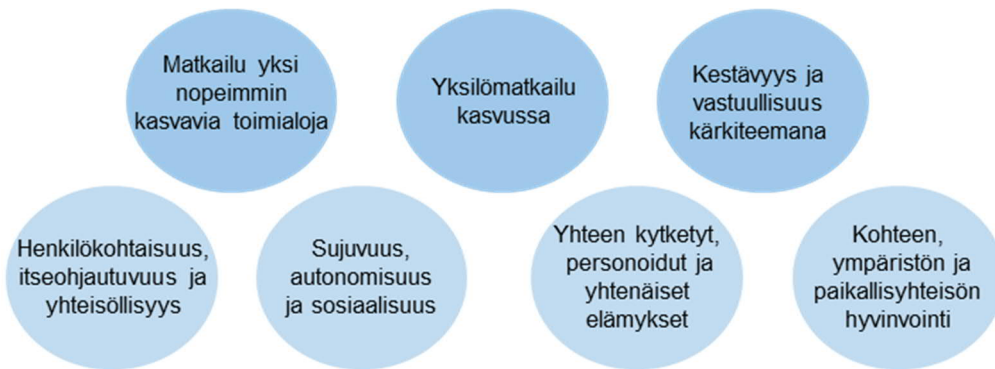 Matkailu yksi
nopeimmin
kasvavia toimialoja
Yksilömatkailu
kasvussa
Kestävyys ja
vastuullisuus
kärkiteemana
Henkilökohtaisuus,
itseohjautuvuus ja
yhteisöllisyys
Sujuvuus,
autonomisuus
ja sosiaalisuus
Yhteen kytketyt,
personoidut ja
yhtenäiset
elämykset
Kohteen,
ympäristön ja
paikallisyhteisön
hyvinvointi